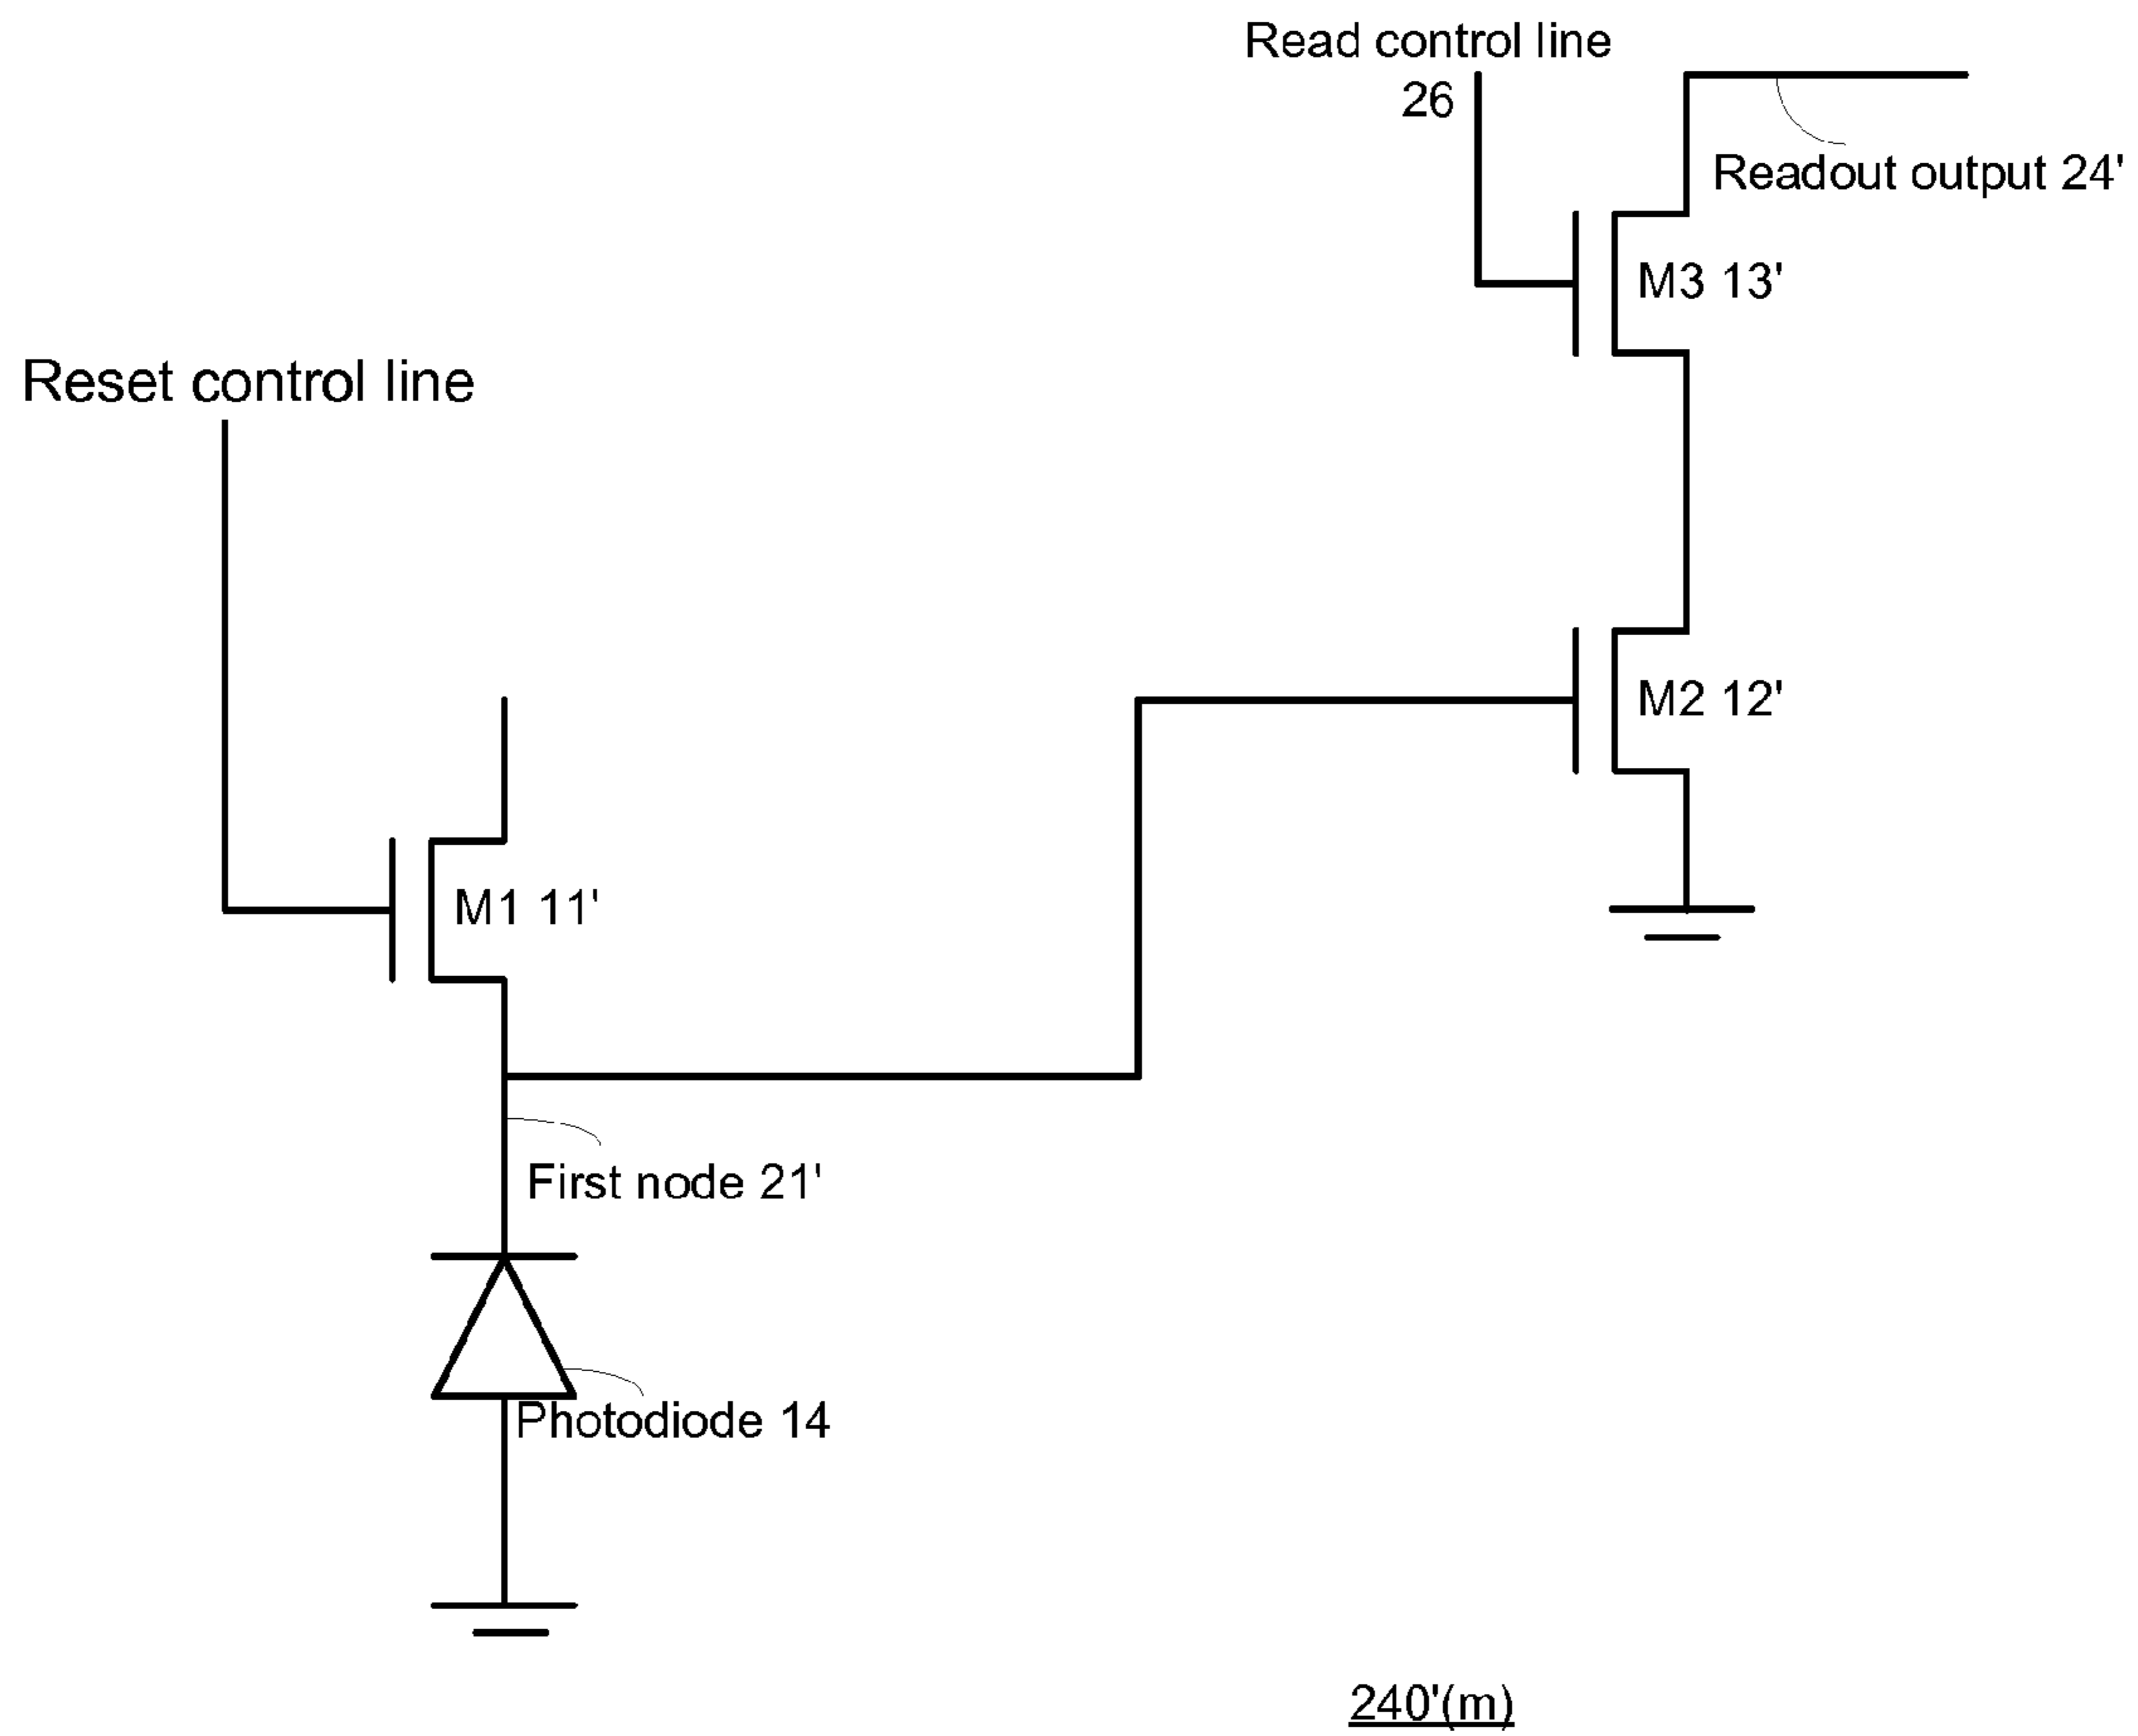 Read control line
26
Readout output 24'
M3 13'
Reset control line
M2 12'
M1 11'
First node 21'
Photodiode 14
240'(m)